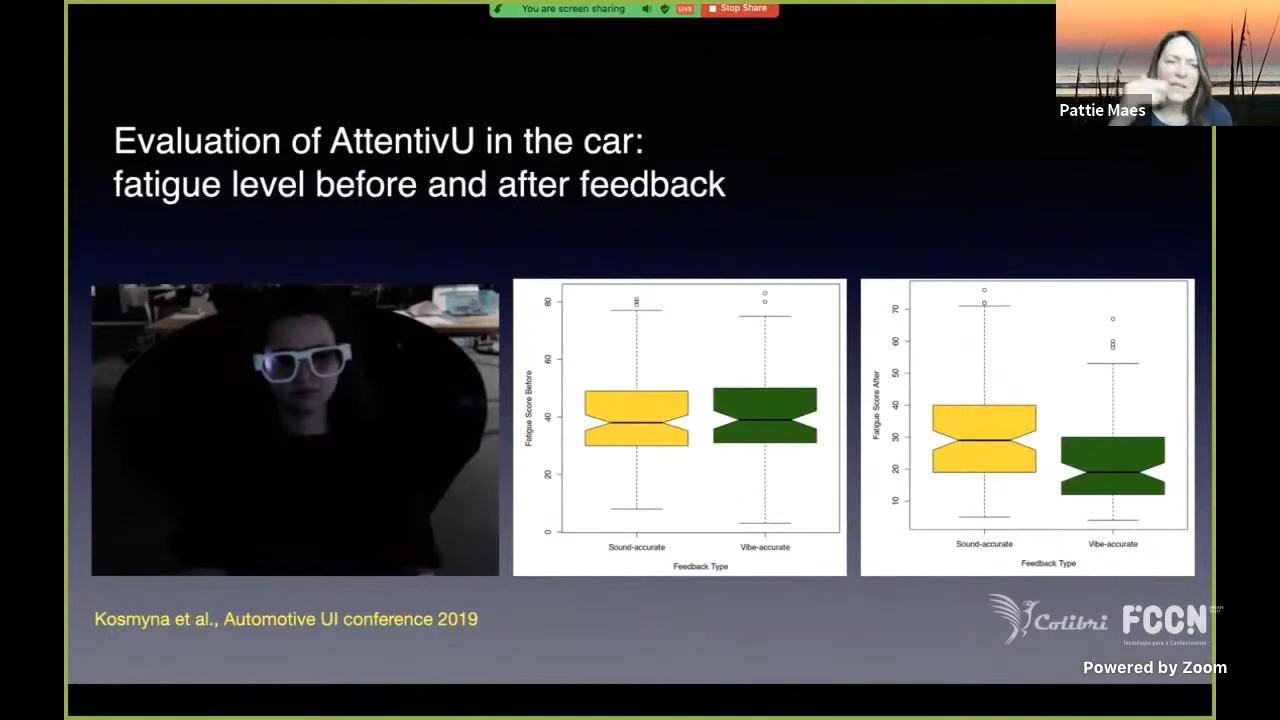 You are screen sharing
LIVE
Stop Share
Pattie Maes
Evaluation of AttentivU in the car:
fatigue level before and after feedback
Fatigue Score Before
80
60
40
20
0
Sound-accurate
Vibe-accurate
Feedback Type
Fatigue Score After
70
60
50
40
30
20
10
Sound-accurate
Vibe-accurate
Feedback Type
Kosmyna et al., Automotive UI conference 2019
Colibri
FCCN
Tecnologia para o Conhecimento
Powered by Zoom